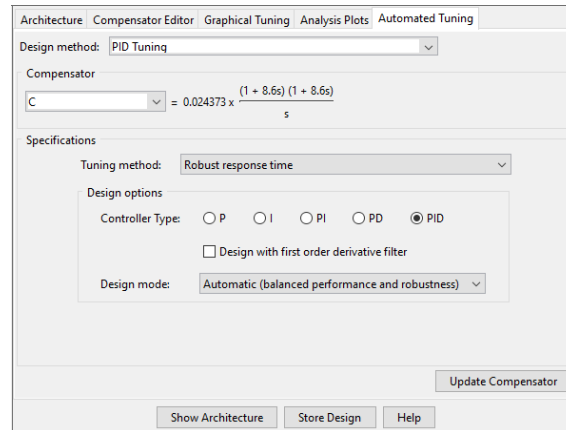 Architecture Compensator Editor Graphical Tuning Analysis Plots Automated Tuning
Design method: PID Tuning
Compensator
C = 0.024373 x (1 + 8.6s) (1 + 8.6s)
s
Specifications
Tuning method: Robust response time
Design options
Controller Type: P I PI PD PID
Design with first order derivative filter
Design mode: Automatic (balanced performance and robustness)
Update Compensator
Show Architecture Store Design Help